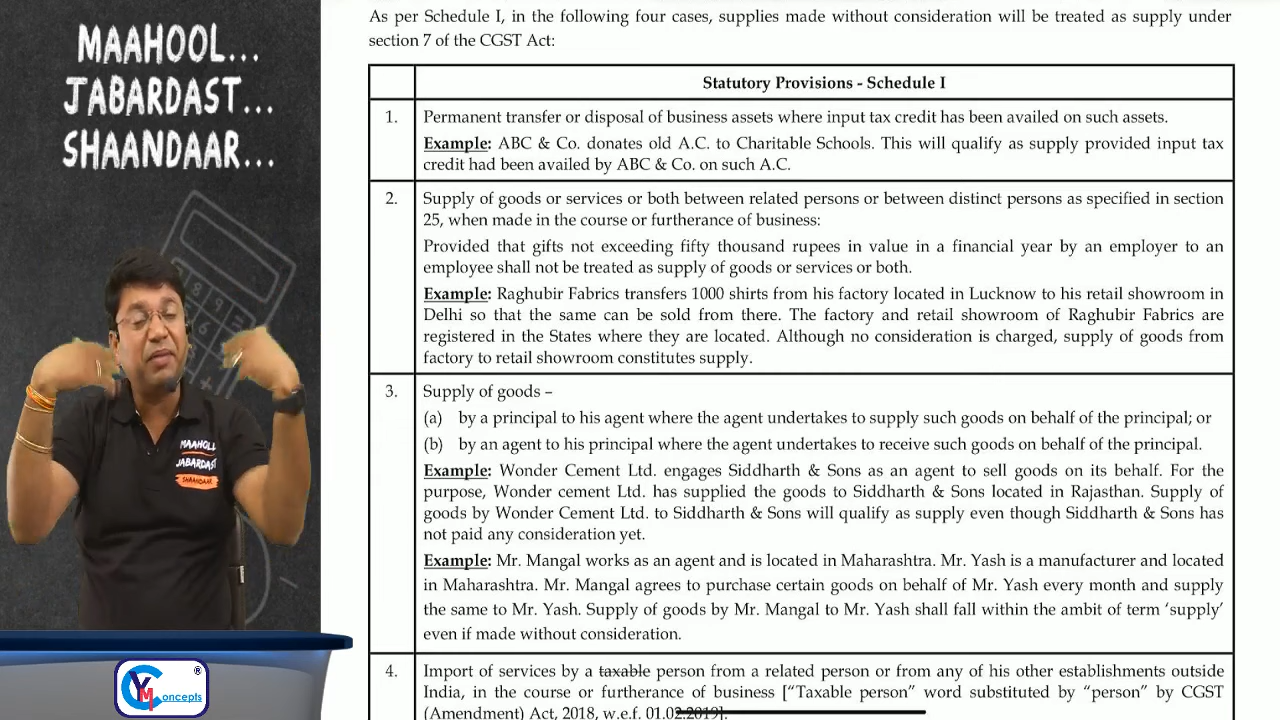 MAAHOOL...
JABARDAST...
SHAANDAAR...
MAAHOLL
JABARDAST
SHAANDAAR
YM Concepts
®
As per Schedule I, in the following four cases, supplies made without consideration will be treated as supply under
section 7 of the CGST Act:
Statutory Provisions - Schedule I
1. Permanent transfer or disposal of business assets where input tax credit has been availed on such assets.
Example: ABC & Co. donates old A.C. to Charitable Schools. This will qualify as supply provided input tax
credit had been availed by ABC & Co. on such A.C.
2. Supply of goods or services or both between related persons or between distinct persons as specified in section
25, when made in the course or furtherance of business:
Provided that gifts not exceeding fifty thousand rupees in value in a financial year by an employer to an
employee shall not be treated as supply of goods or services or both.
Example: Raghubir Fabrics transfers 1000 shirts from his factory located in Lucknow to his retail showroom in
Delhi so that the same can be sold from there. The factory and retail showroom of Raghubir Fabrics are
registered in the States where they are located. Although no consideration is charged, supply of goods from
factory to retail showroom constitutes supply.
3. Supply of goods –
(a) by a principal to his agent where the agent undertakes to supply such goods on behalf of the principal; or
(b) by an agent to his principal where the agent undertakes to receive such goods on behalf of the principal.
Example: Wonder Cement Ltd. engages Siddharth & Sons as an agent to sell goods on its behalf. For the
purpose, Wonder cement Ltd. has supplied the goods to Siddharth & Sons located in Rajasthan. Supply of
goods by Wonder Cement Ltd. to Siddharth & Sons will qualify as supply even though Siddharth & Sons has
not paid any consideration yet.
Example: Mr. Mangal works as an agent and is located in Maharashtra. Mr. Yash is a manufacturer and located
in Maharashtra. Mr. Mangal agrees to purchase certain goods on behalf of Mr. Yash every month and supply
the same to Mr. Yash. Supply of goods by Mr. Mangal to Mr. Yash shall fall within the ambit of term ‘supply’
even if made without consideration.
4. Import of services by a taxable person from a related person or from any of his other establishments outside
India, in the course or furtherance of business [“Taxable person” word substituted by “person” by CGST
(Amendment) Act, 2018, w.e.f. 01.02.2019].